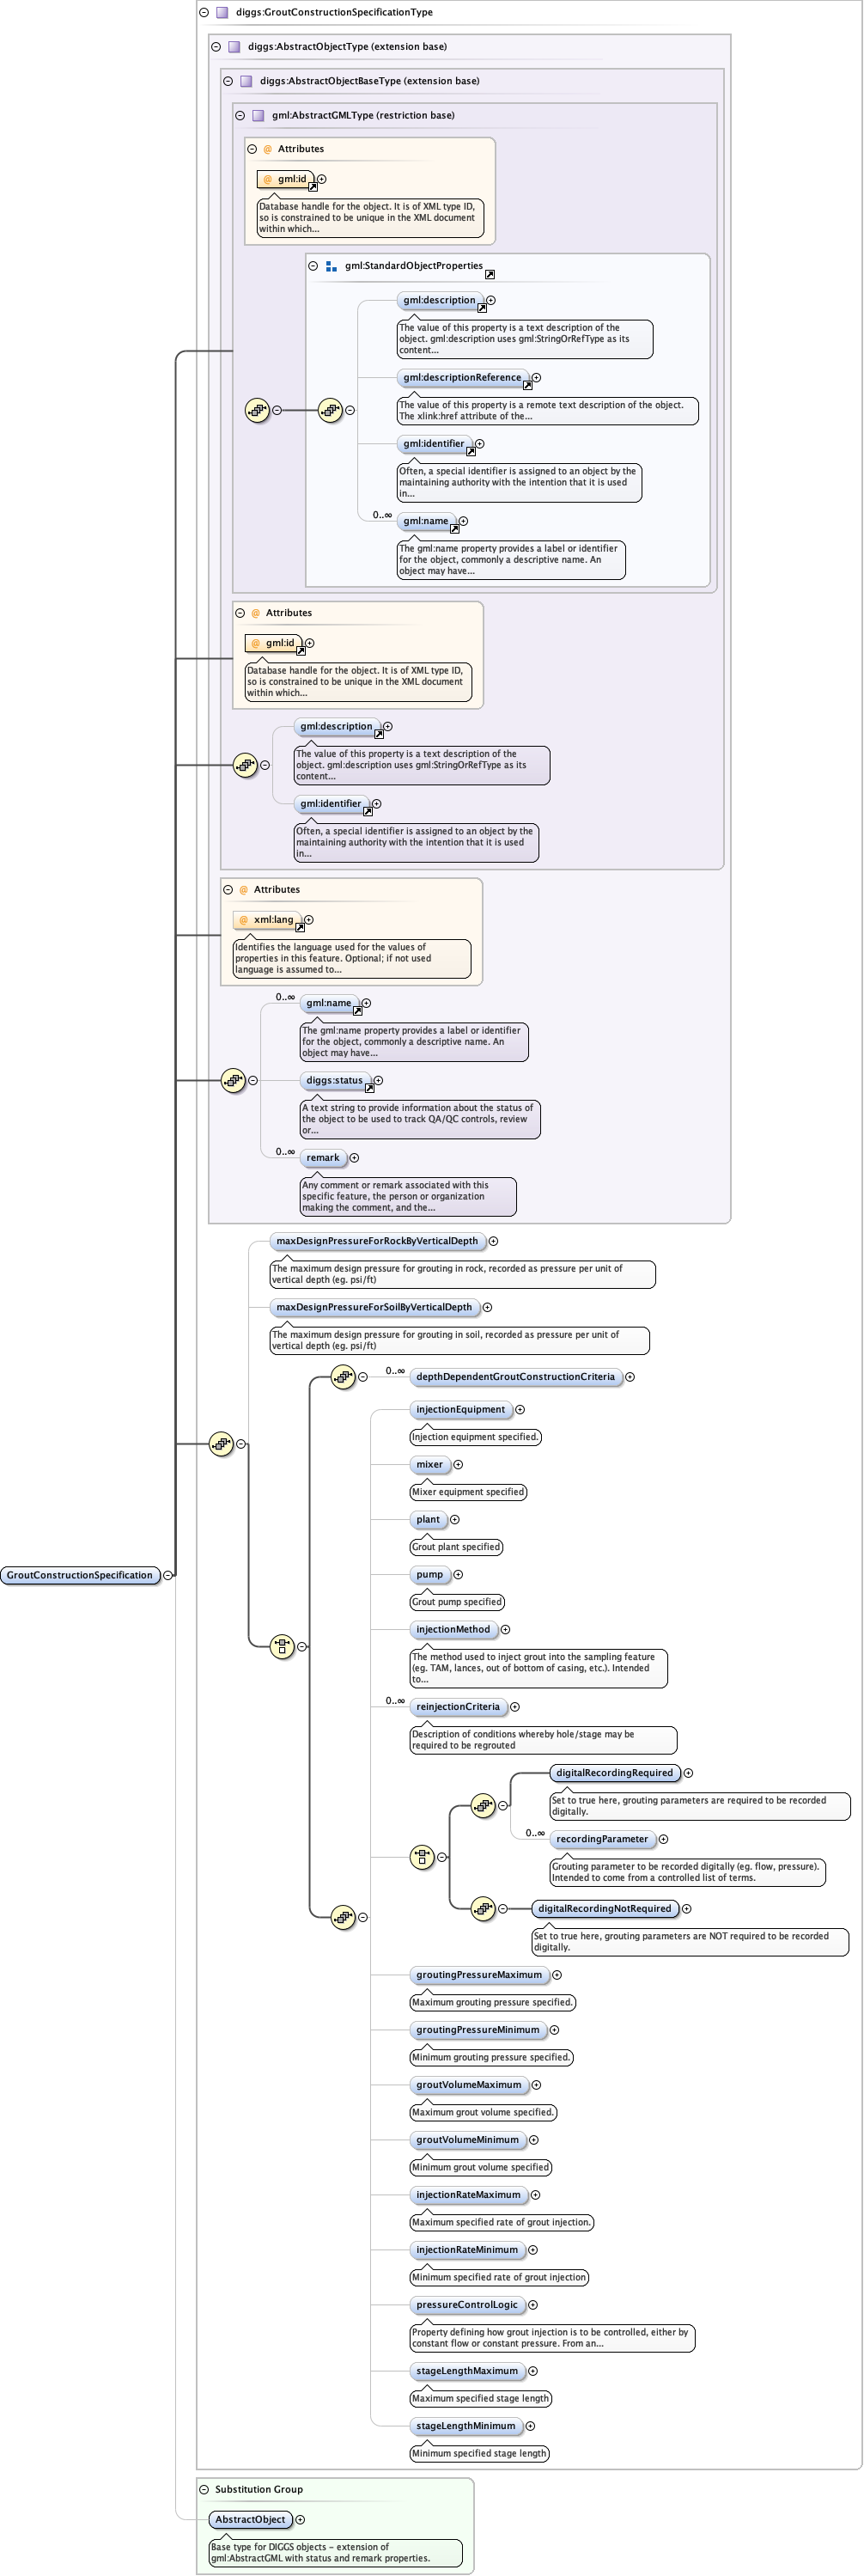 diggs:GroutConstructionSpecificationType
diggs:AbstractObjectType (extension base)
diggs:AbstractObjectBaseType (extension base)
gml:AbstractGMLType (restriction base)
@ Attributes
@ gml:id
Database handle for the object. It is of XML type ID,
so is constrained to be unique in the XML document
within which...
gml:StandardObjectProperties
gml:description
The value of this property is a text description of the
object. gml:description uses gml:StringOrRefType as its
content...
gml:descriptionReference
The value of this property is a remote text description of the object.
The xlink:href attribute of the...
gml:identifier
Often, a special identifier is assigned to an object by the
maintaining authority with the intention that it is used
in...
0..∞
gml:name
The gml:name property provides a label or identifier
for the object, commonly a descriptive name. An
object may have...
@ Attributes
@ gml:id
Database handle for the object. It is of XML type ID,
so is constrained to be unique in the XML document
within which...
gml:description
The value of this property is a text description of the
object. gml:description uses gml:StringOrRefType as its
content...
gml:identifier
Often, a special identifier is assigned to an object by the
maintaining authority with the intention that it is used
in...
@ Attributes
@ xml:lang
Identifies the language used for the values of
properties in this feature. Optional; if not used
language is assumed to...
0..∞
gml:name
The gml:name property provides a label or identifier
for the object, commonly a descriptive name. An
object may have...
diggs:status
A text string to provide information about the status of
the object to be used to track QA/QC controls, review
or...
0..∞
remark
Any comment or remark associated with this
specific feature, the person or organization
making the comment, and the...
maxDesignPressureForRockByVerticalDepth
The maximum design pressure for grouting in rock, recorded as pressure per unit of
vertical depth (eg. psi/ft)
maxDesignPressureForSoilByVerticalDepth
The maximum design pressure for grouting in soil, recorded as pressure per unit of
vertical depth (eg. psi/ft)
0..∞
depthDependentGroutConstructionCriteria
injectionEquipment
Injection equipment specified.
mixer
Mixer equipment specified
plant
Grout plant specified
pump
Grout pump specified
GroutConstructionSpecification
injectionMethod
The method used to inject grout into the sampling feature
(eg. TAM, lances, out of bottom of casing, etc.). Intended
to...
0..∞
reinjectionCriteria
Description of conditions whereby hole/stage may be
required to be regrouted
digitalRecordingRequired
Set to true here, grouting parameters are required to be recorded
digitally.
0..∞
recordingParameter
Grouting parameter to be recorded digitally (eg. flow, pressure).
Intended to come from a controlled list of terms.
digitalRecordingNotRequired
Set to true here, grouting parameters are NOT required to be recorded
digitally.
groutingPressureMaximum
Maximum grouting pressure specified.
groutingPressureMinimum
Minimum grouting pressure specified.
groutVolumeMaximum
Maximum grout volume specified.
groutVolumeMinimum
Minimum grout volume specified
injectionRateMaximum
Maximum specified rate of grout injection.
injectionRateMinimum
Minimum specified rate of grout injection
pressureControlLogic
Property defining how grout injection is to be controlled, either by
constant flow or constant pressure. From an...
stageLengthMaximum
Maximum specified stage length
stageLengthMinimum
Minimum specified stage length
Substitution Group
AbstractObject
Base type for DIGGS objects - extension of
gml:AbstractGML with status and remark properties.